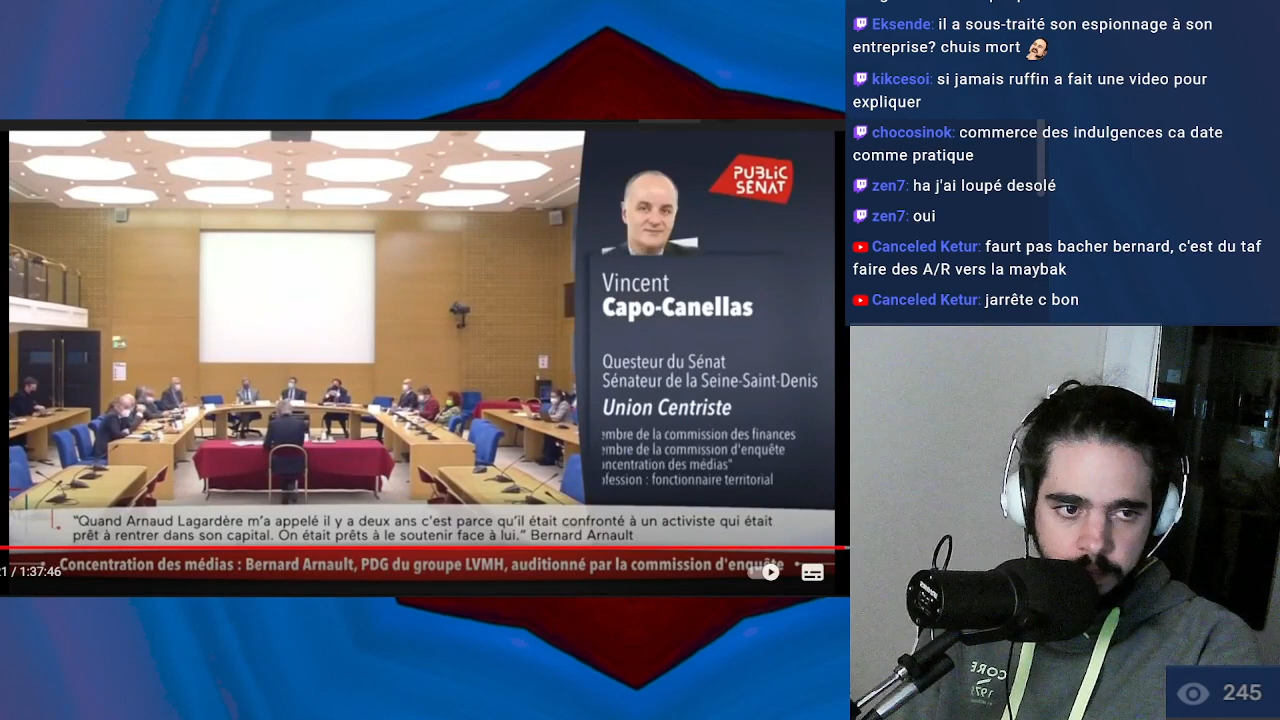 Eksende: il a sous-traité son espionnage à son
entreprise? chuis mort
kikcesoi: si jamais ruffin a fait une video pour
expliquer
chocosinok: commerce des indulgences ca date
comme pratique
zen7: ha j'ai loupé desolé
zen7: oui
Canceled Ketur: faurt pas bacher bernard, c'est du taf
faire des A/R vers la maybak
Canceled Ketur: jarrête c bon
PUBLIC
SÉNAT
Vincent
Capo-Canellas
Questeur du Sénat
Sénateur de la Seine-Saint-Denis
Union Centriste
embre de la commission des finances
embre de la commission d'enquête
oncentration des médias"
ofession : fonctionnaire territorial
"Quand Arnaud Lagardère m'a appelé il y a deux ans c'est parce qu'il était confronté à un activiste qui était
prêt à rentrer dans son capital. On était prêts à le soutenir face à lui." Bernard Arnault
Concentration des médias : Bernard Arnault, PDG du groupe LVMH, auditionné par la commission d'enquête
1 / 1:37:46
CORE
245